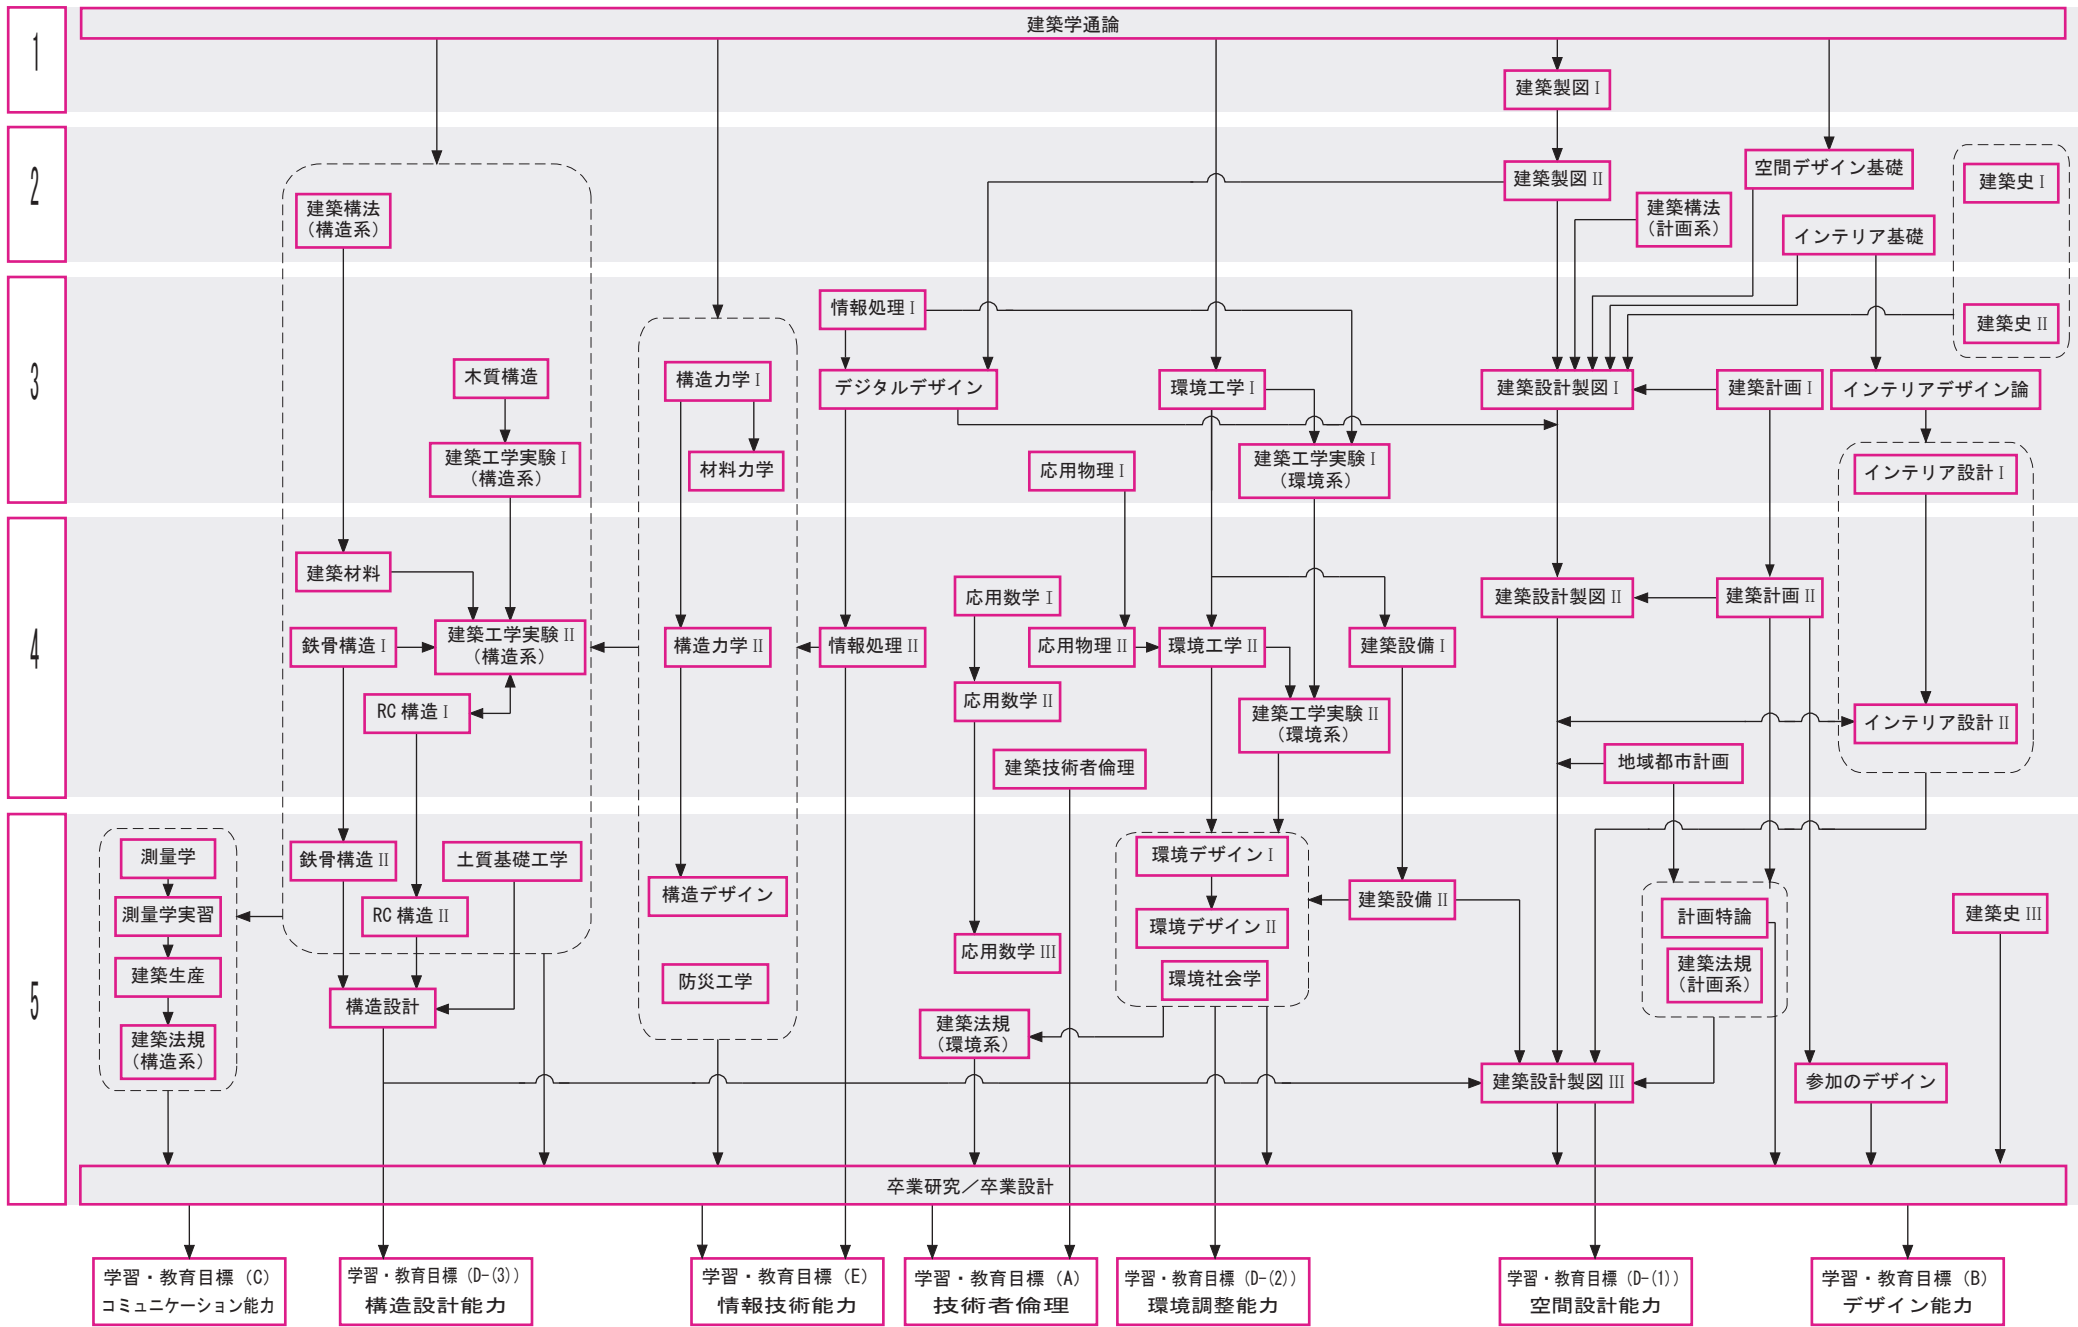 1
建築学通論
建築製図 I
2
建築製図 II
空間デザイン基礎
建築史 I
建築構法
（構造系）
建築構法
（計画系）
インテリア基礎
3
情報処理 I
建築史 II
木質構造
構造力学 I
デジタルデザイン
環境工学 I
建築設計製図 I
建築計画 I
インテリアデザイン論
建築工学実験 I
（構造系）
材料力学
応用物理 I
建築工学実験 I
（環境系）
インテリア設計 I
4
建築材料
応用数学 I
建築設計製図 II
建築計画 II
鉄骨構造 I
建築工学実験 II
（構造系）
構造力学 II
情報処理 II
応用物理 II
環境工学 II
建築設備 I
RC 構造 I
応用数学 II
建築工学実験 II
（環境系）
インテリア設計 II
建築技術者倫理
地域都市計画
5
測量学
鉄骨構造 II
土質基礎工学
構造デザイン
環境デザイン I
建築設備 II
測量学実習
RC 構造 II
環境デザイン II
計画特論
建築史 III
建築生産
応用数学 III
建築法規
（計画系）
構造設計
防災工学
環境社会学
建築法規
（構造系）
建築法規
（環境系）
建築設計製図 III
参加のデザイン
卒業研究／卒業設計
学習・教育目標（C）
コミュニケーション能力
学習・教育目標（D-(3)）
構造設計能力
学習・教育目標（E）
情報技術能力
学習・教育目標（A）
技術者倫理
学習・教育目標（D-(2)）
環境調整能力
学習・教育目標（D-(1)）
空間設計能力
学習・教育目標（B）
デザイン能力